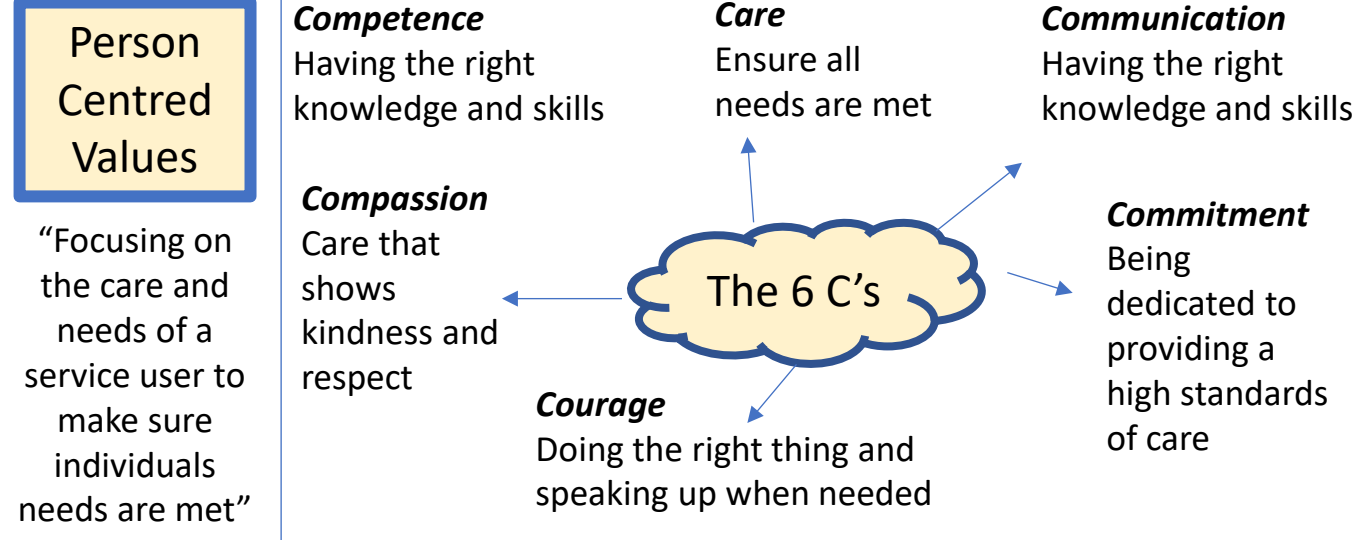 Person
Centred
Values
“Focusing on
the care and
needs of a
service user to
make sure
individuals
needs are met”
Competence
Having the right
knowledge and skills
Care
Ensure all
needs are met
Communication
Having the right
knowledge and skills
Compassion
Care that
shows
kindness and
respect
The 6 C’s
Commitment
Being
dedicated to
providing a
high standards
of care
Courage
Doing the right thing and
speaking up when needed